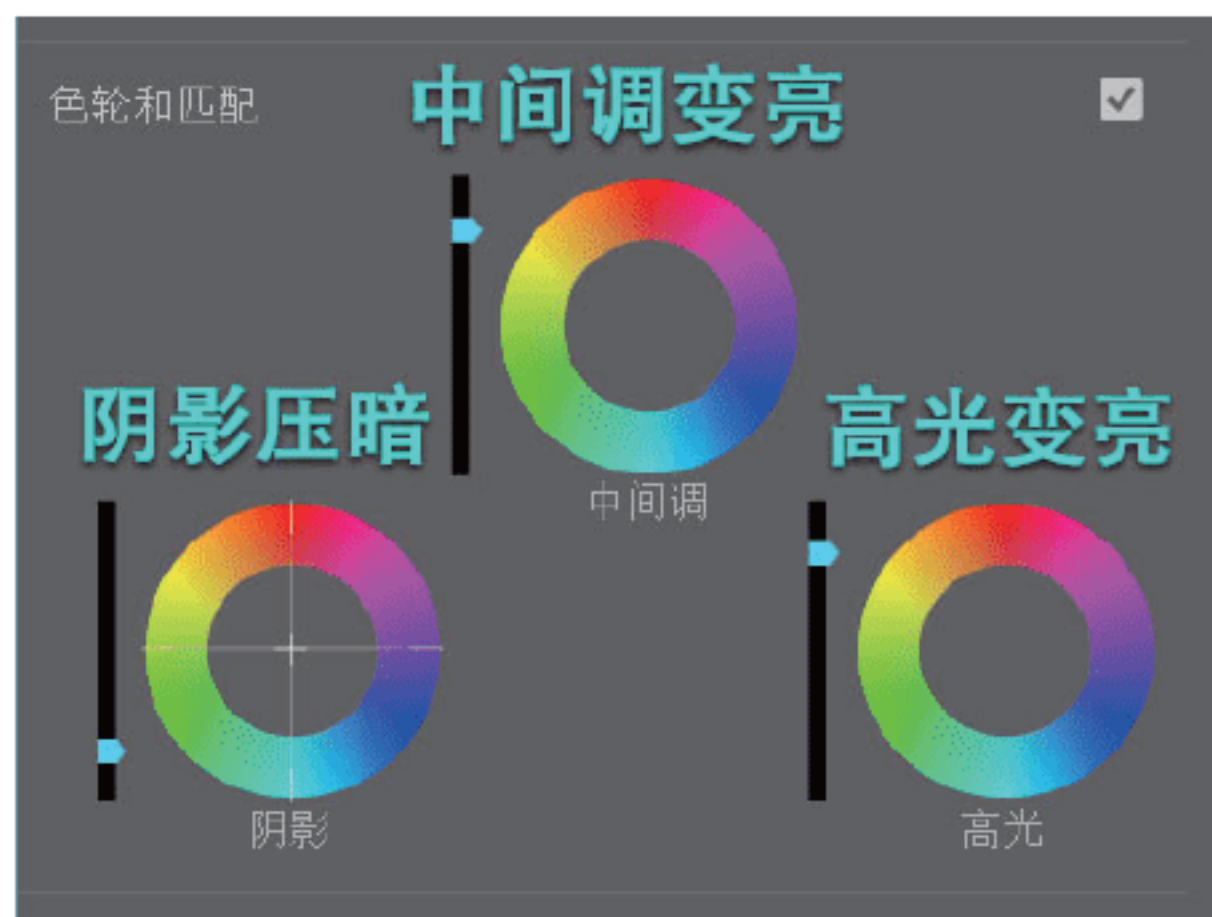 色轮和匹配
中间调变亮
阴影压暗
高光变亮
中间调
阴影
高光